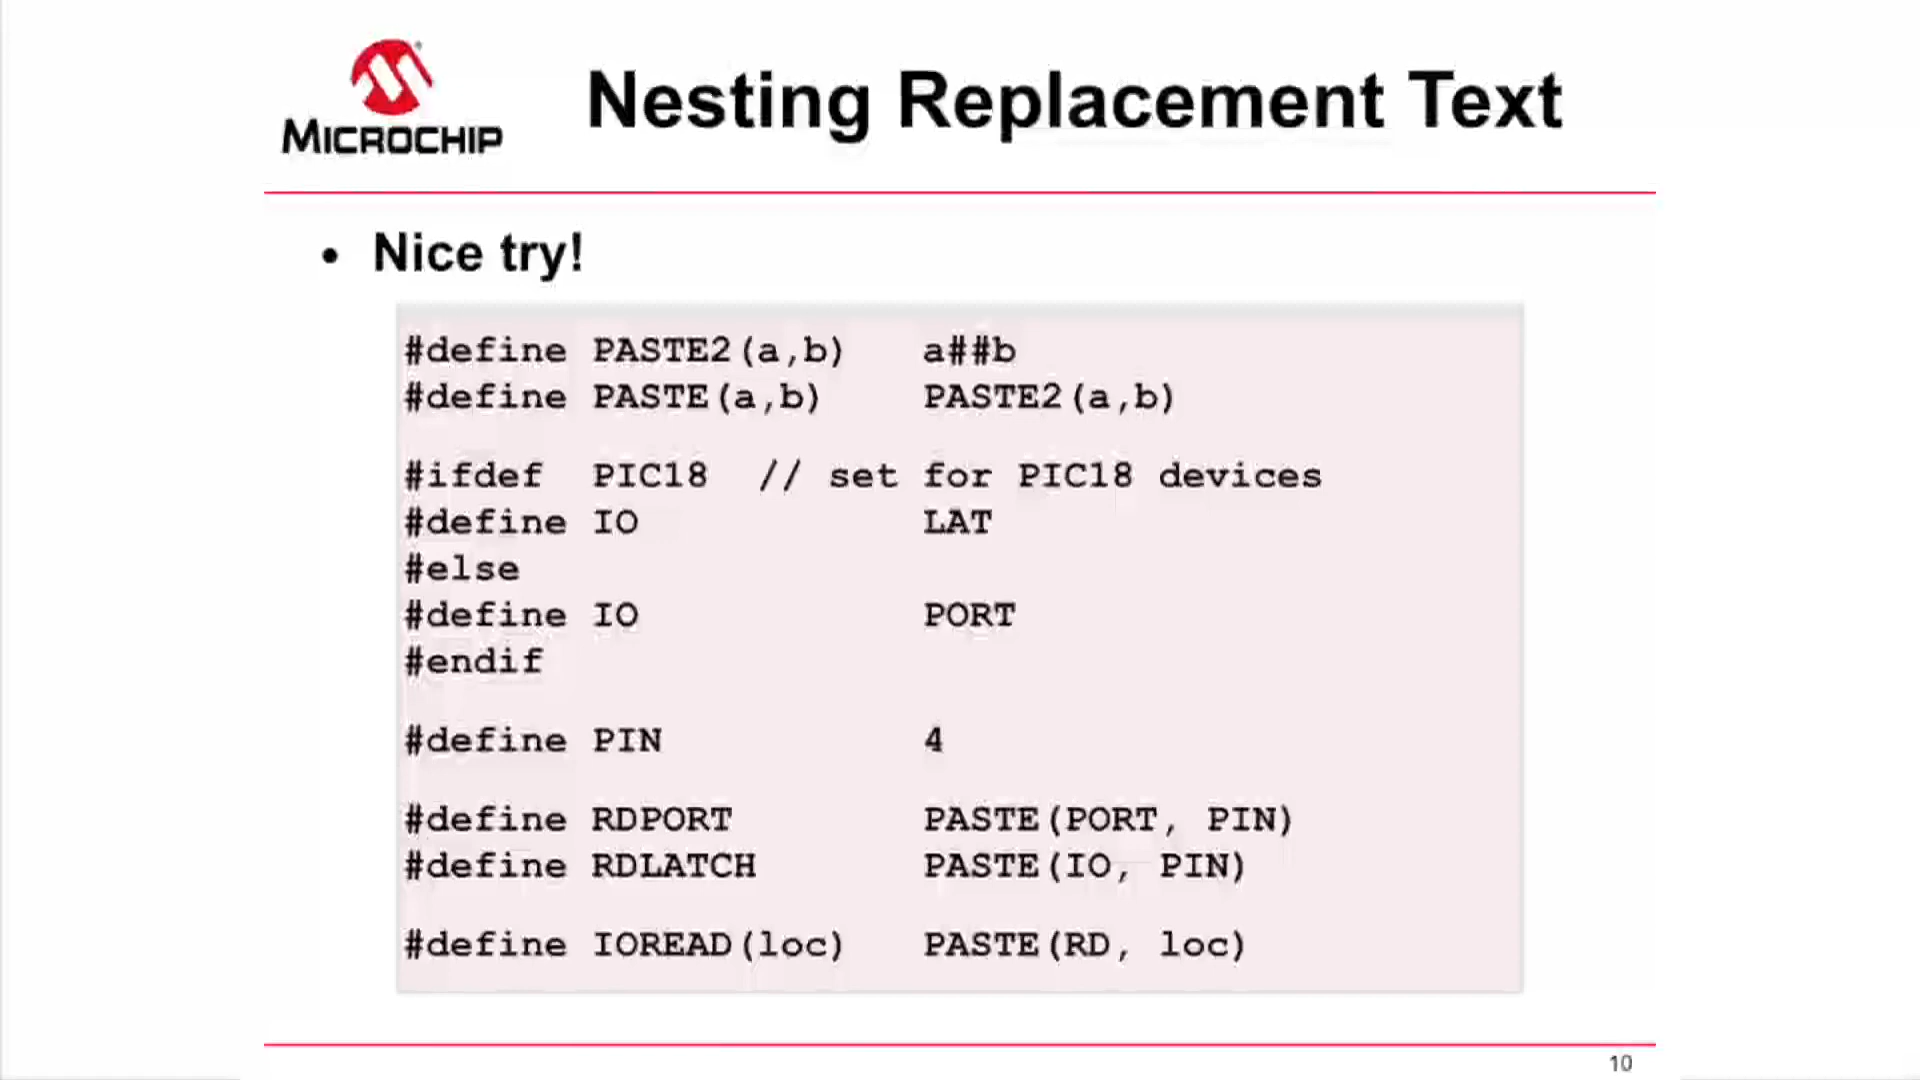 MICROCHIP
Nesting Replacement Text
• Nice try!
#define PASTE2(a,b) a##b
#define PASTE(a,b) PASTE2(a,b)
#ifdef PIC18 // set for PIC18 devices
#define IO LAT
#else
#define IO PORT
#endif
#define PIN 4
#define RDPORT PASTE(PORT, PIN)
#define RDLATCH PASTE(IO, PIN)
#define IOREAD(loc) PASTE(RD, loc)
10